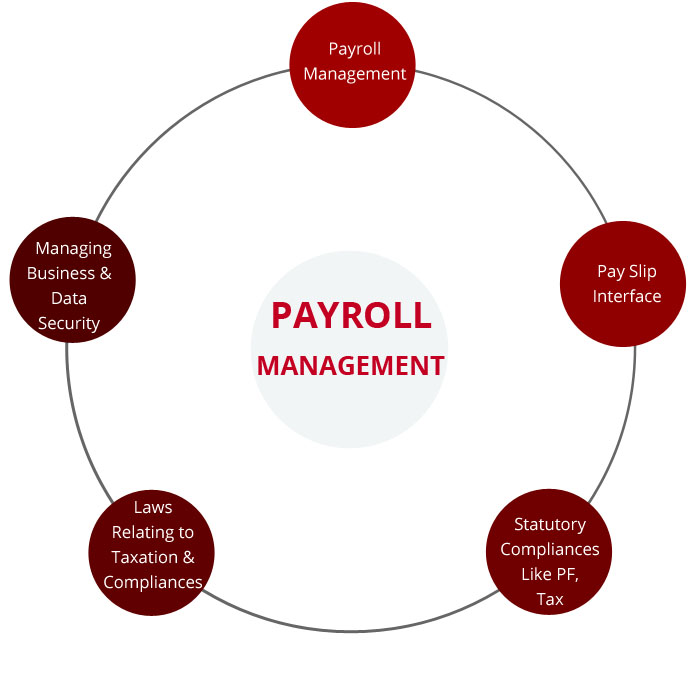 Payroll
Management
Pay Slip
Interface
Statutory
Compliances
Like PF,
Tax
Laws
Relating to
Taxation &
Compliances
Managing
Business &
Data
Security
PAYROLL
MANAGEMENT